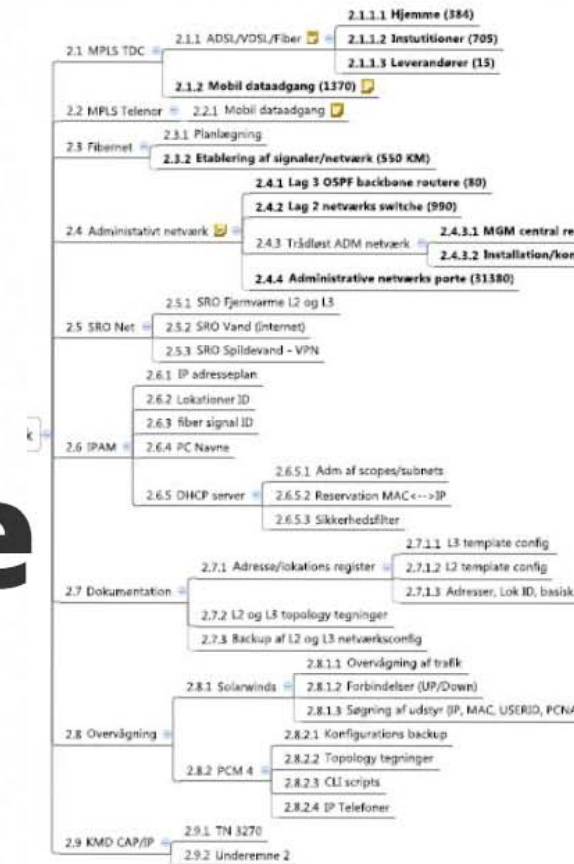 2.1 MPLS TDC
2.1.1 ADSL/VDSL/Fiber
2.1.1.1 Hjemme (384)
2.1.1.2 Instutitioner (705)
2.1.1.3 Leverandører (15)
2.1.2 Mobil dataadgang (1370)
2.2 MPLS Telenor
2.2.1 Mobil dataadgang
2.3 Fibernet
2.3.1 Planlægning
2.3.2 Etablering af signaler/netværk (550 KM)
2.4 Administativt netværk
2.4.1 Lag 3 OSPF backbone routere (80)
2.4.2 Lag 2 netværks switche (990)
2.4.3 Trådløst ADM netværk
2.4.3.1 MGM central re
2.4.3.2 Installation/kon
2.4.4 Administrative netværks porte (31380)
2.5 SRO Net
2.5.1 SRO Fjernvarme L2 og L3
2.5.2 SRO Vand (internet)
2.5.3 SRO Spildevand - VPN
k
2.6 IPAM
2.6.1 IP adresseplan
2.6.2 Lokationer ID
2.6.3 fiber signal ID
2.6.4 PC Navne
2.6.5 DHCP server
2.6.5.1 Adm af scopes/subnets
2.6.5.2 Reservation MAC<-->IP
2.6.5.3 Sikkerhedsfilter
e
2.7 Dokumentation
2.7.1 Adresse/lokations register
2.7.1.1 L3 template config
2.7.1.2 L2 template config
2.7.1.3 Adresser, Lok ID, basisk
2.7.2 L2 og L3 topology tegninger
2.7.3 Backup af L2 og L3 netværksconfig
2.8 Overvågning
2.8.1 Solarwinds
2.8.1.1 Overvågning af trafik
2.8.1.2 Forbindelser (UP/Down)
2.8.1.3 Søgning af udstyr (IP, MAC, USERID, PCNA
2.8.2 PCM 4
2.8.2.1 Konfigurations backup
2.8.2.2 Topology tegninger
2.8.2.3 CLI scripts
2.8.2.4 IP Telefoner
2.9 KMD CAP/IP
2.9.1 TN 3270
2.9.2 Underemne 2